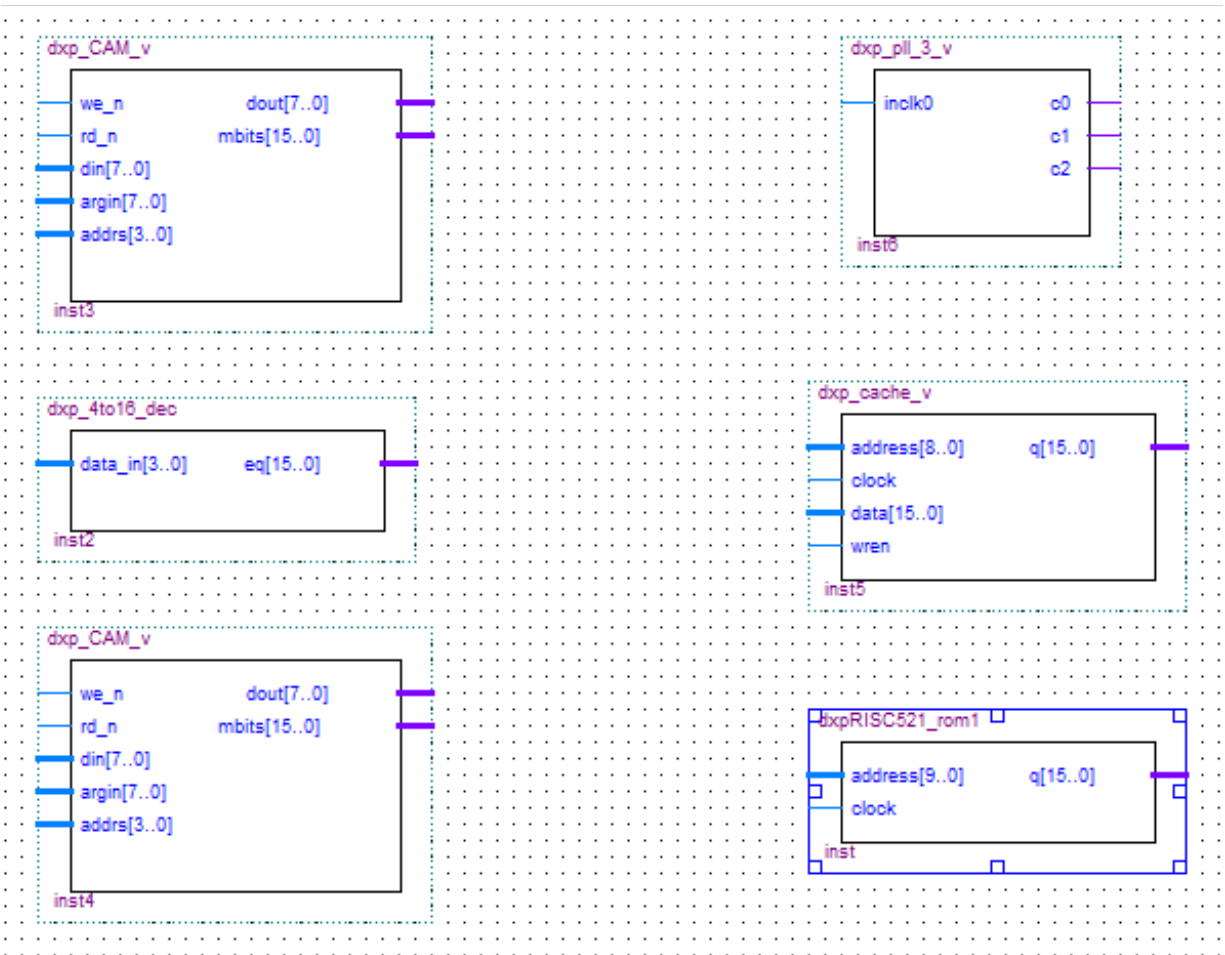 dxp_CAM_v
we_n dout[7..0]
rd_n mbits[15..0]
din[7..0]
argin[7..0]
addrs[3..0]
inst3
dxp_4to16_dec
data_in[3..0] eq[15..0]
inst2
dxp_CAM_v
we_n dout[7..0]
rd_n mbits[15..0]
din[7..0]
argin[7..0]
addrs[3..0]
inst4
dxp_pll_3_v
inclk0 c0
c1
c2
inst6
dxp_cache_v
address[8..0] q[15..0]
clock
data[15..0]
wren
inst5
dxpRISC521_rom1
address[9..0] q[15..0]
clock
inst